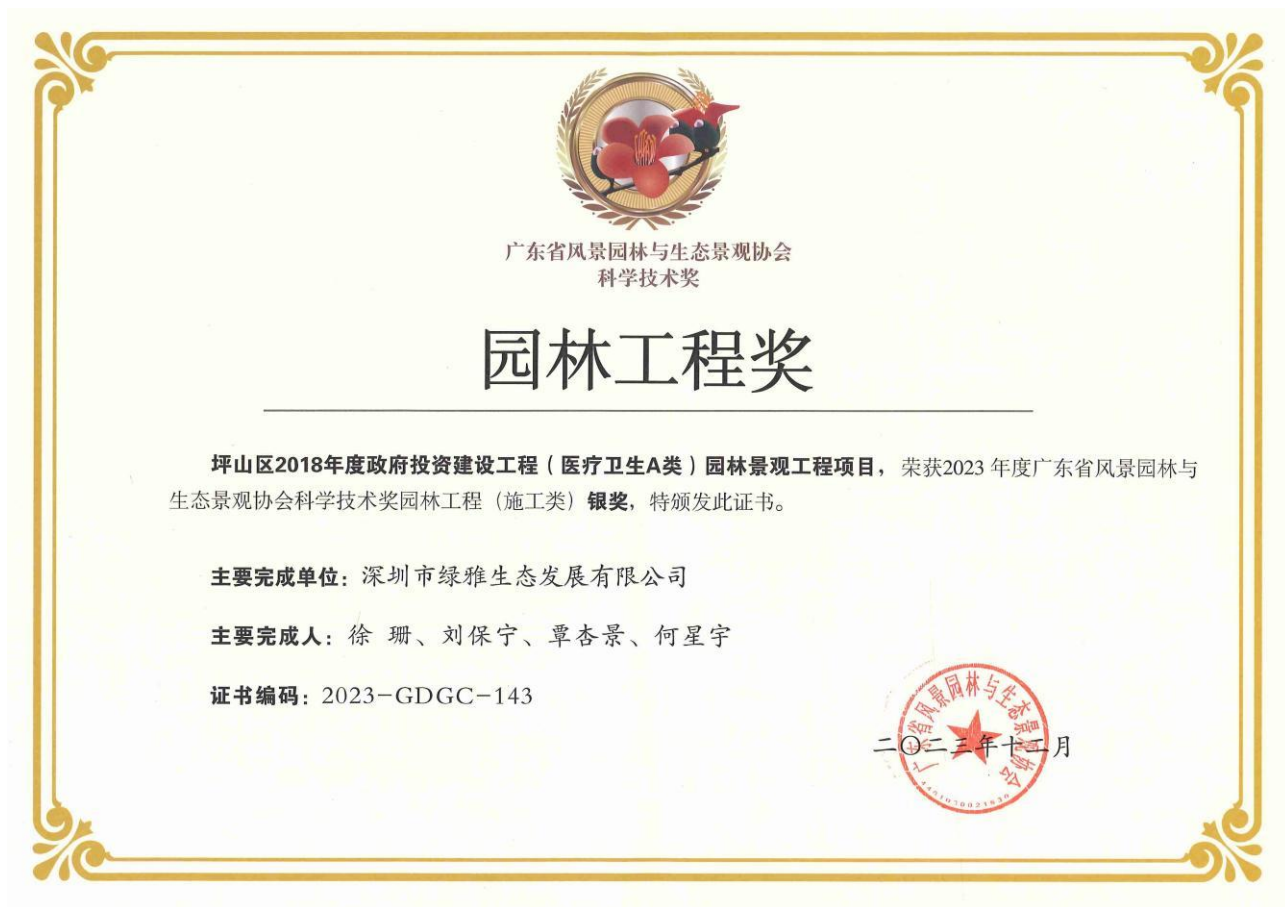 广东省风景园林与生态景观协会
科学技术奖
园林工程奖
坪山区2018年度政府投资建设工程(医疗卫生A类)园林景观工程项目,荣获2023年度广东省风景园林与
生态景观协会科学技术奖园林工程(施工类)银奖,特颁发此证书。
主要完成单位:深圳市绿雅生态发展有限公司
主要完成人:徐 珊、刘保宁、覃杏景、何星宇
证书编码:2023-GDGC-143
广东省风景园林与生态景观协会
二〇二三年十二月